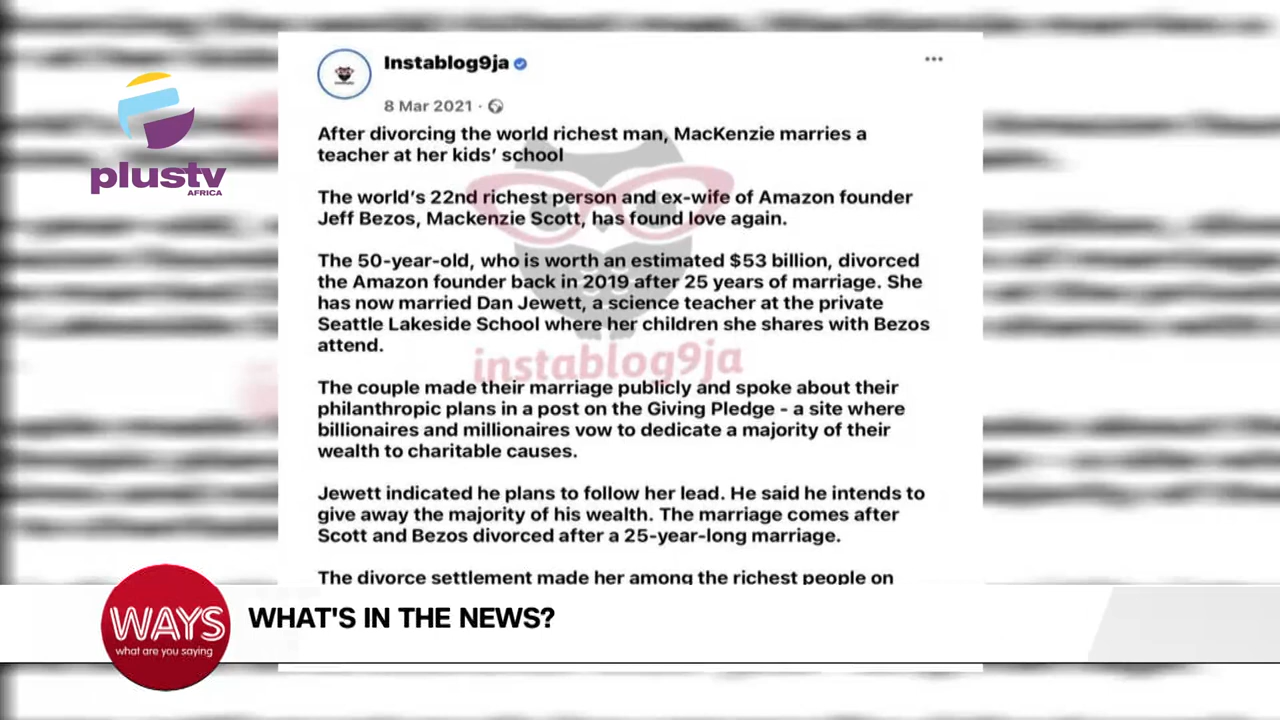 plustv
AFRICA
Instablog9ja
8 Mar 2021 ·
After divorcing the world richest man, MacKenzie marries a
teacher at her kids' school
The world's 22nd richest person and ex-wife of Amazon founder
Jeff Bezos, Mackenzie Scott, has found love again.
The 50-year-old, who is worth an estimated $53 billion, divorced
the Amazon founder back in 2019 after 25 years of marriage. She
has now married Dan Jewett, a science teacher at the private
Seattle Lakeside School where her children she shares with Bezos
attend.
instablog9ja
The couple made their marriage publicly and spoke about their
philanthropic plans in a post on the Giving Pledge - a site where
billionaires and millionaires vow to dedicate a majority of their
wealth to charitable causes.
Jewett indicated he plans to follow her lead. He said he intends to
give away the majority of his wealth. The marriage comes after
Scott and Bezos divorced after a 25-year-long marriage.
The divorce settlement made her among the richest people on
WAYS
what are you saying
WHAT'S IN THE NEWS?